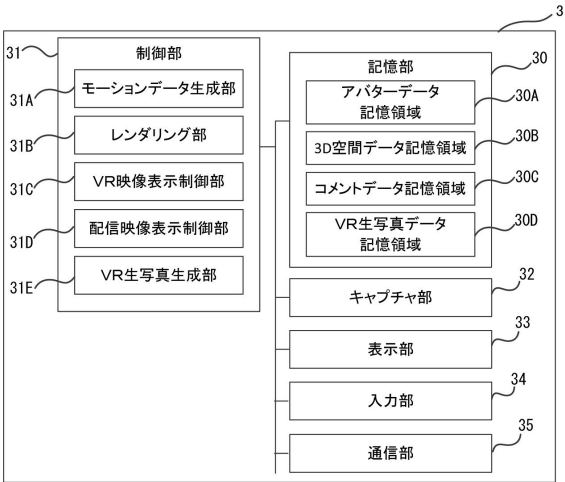 3
31
制御部
31A
モーションデータ生成部
31B
レンダリング部
31C
VR映像表示制御部
31D
配信映像表示制御部
31E
VR生写真生成部
30
記憶部
アバターデータ
記憶領域
30A
3D空間データ記憶領域
30B
コメントデータ記憶領域
30C
VR生写真データ
記憶領域
30D
キャプチャ部
32
表示部
33
入力部
34
通信部
35